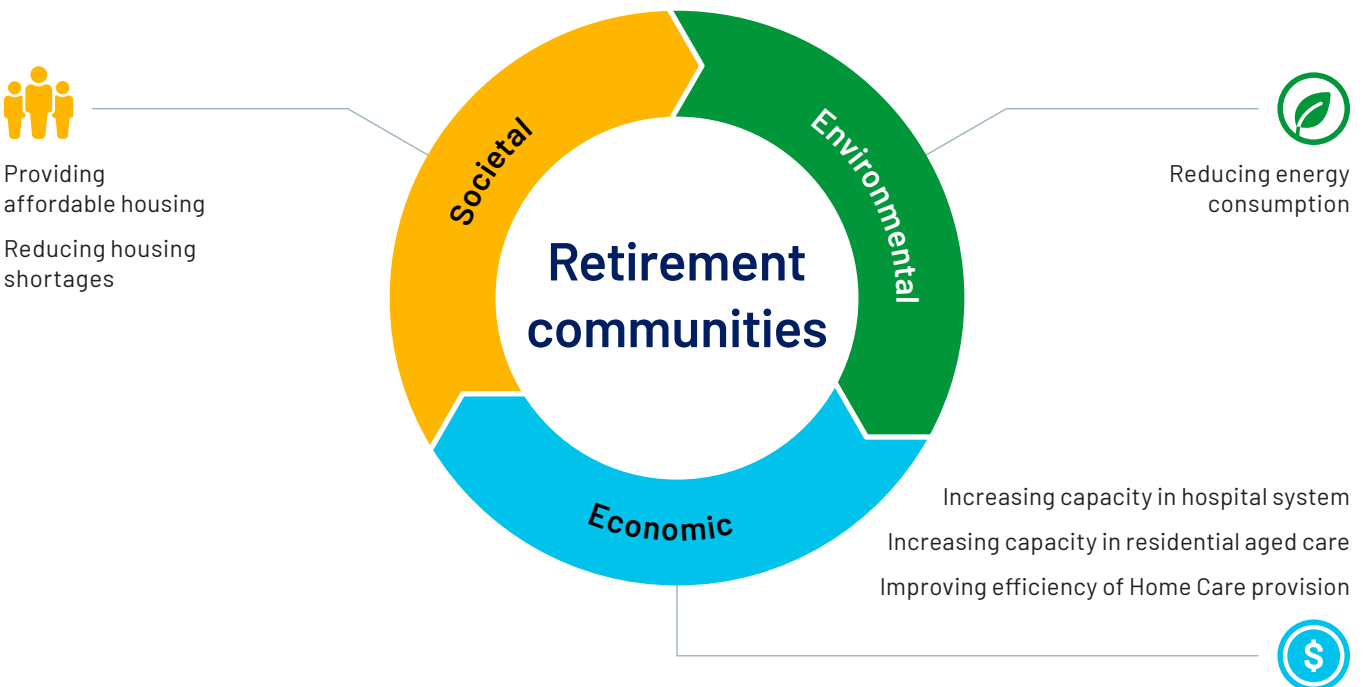 Societal
Environmental
Providing
affordable housing
Reducing housing
shortages
Reducing energy
consumption
Retirement
communities
Economic
Increasing capacity in hospital system
Increasing capacity in residential aged care
Improving efficiency of Home Care provision
$